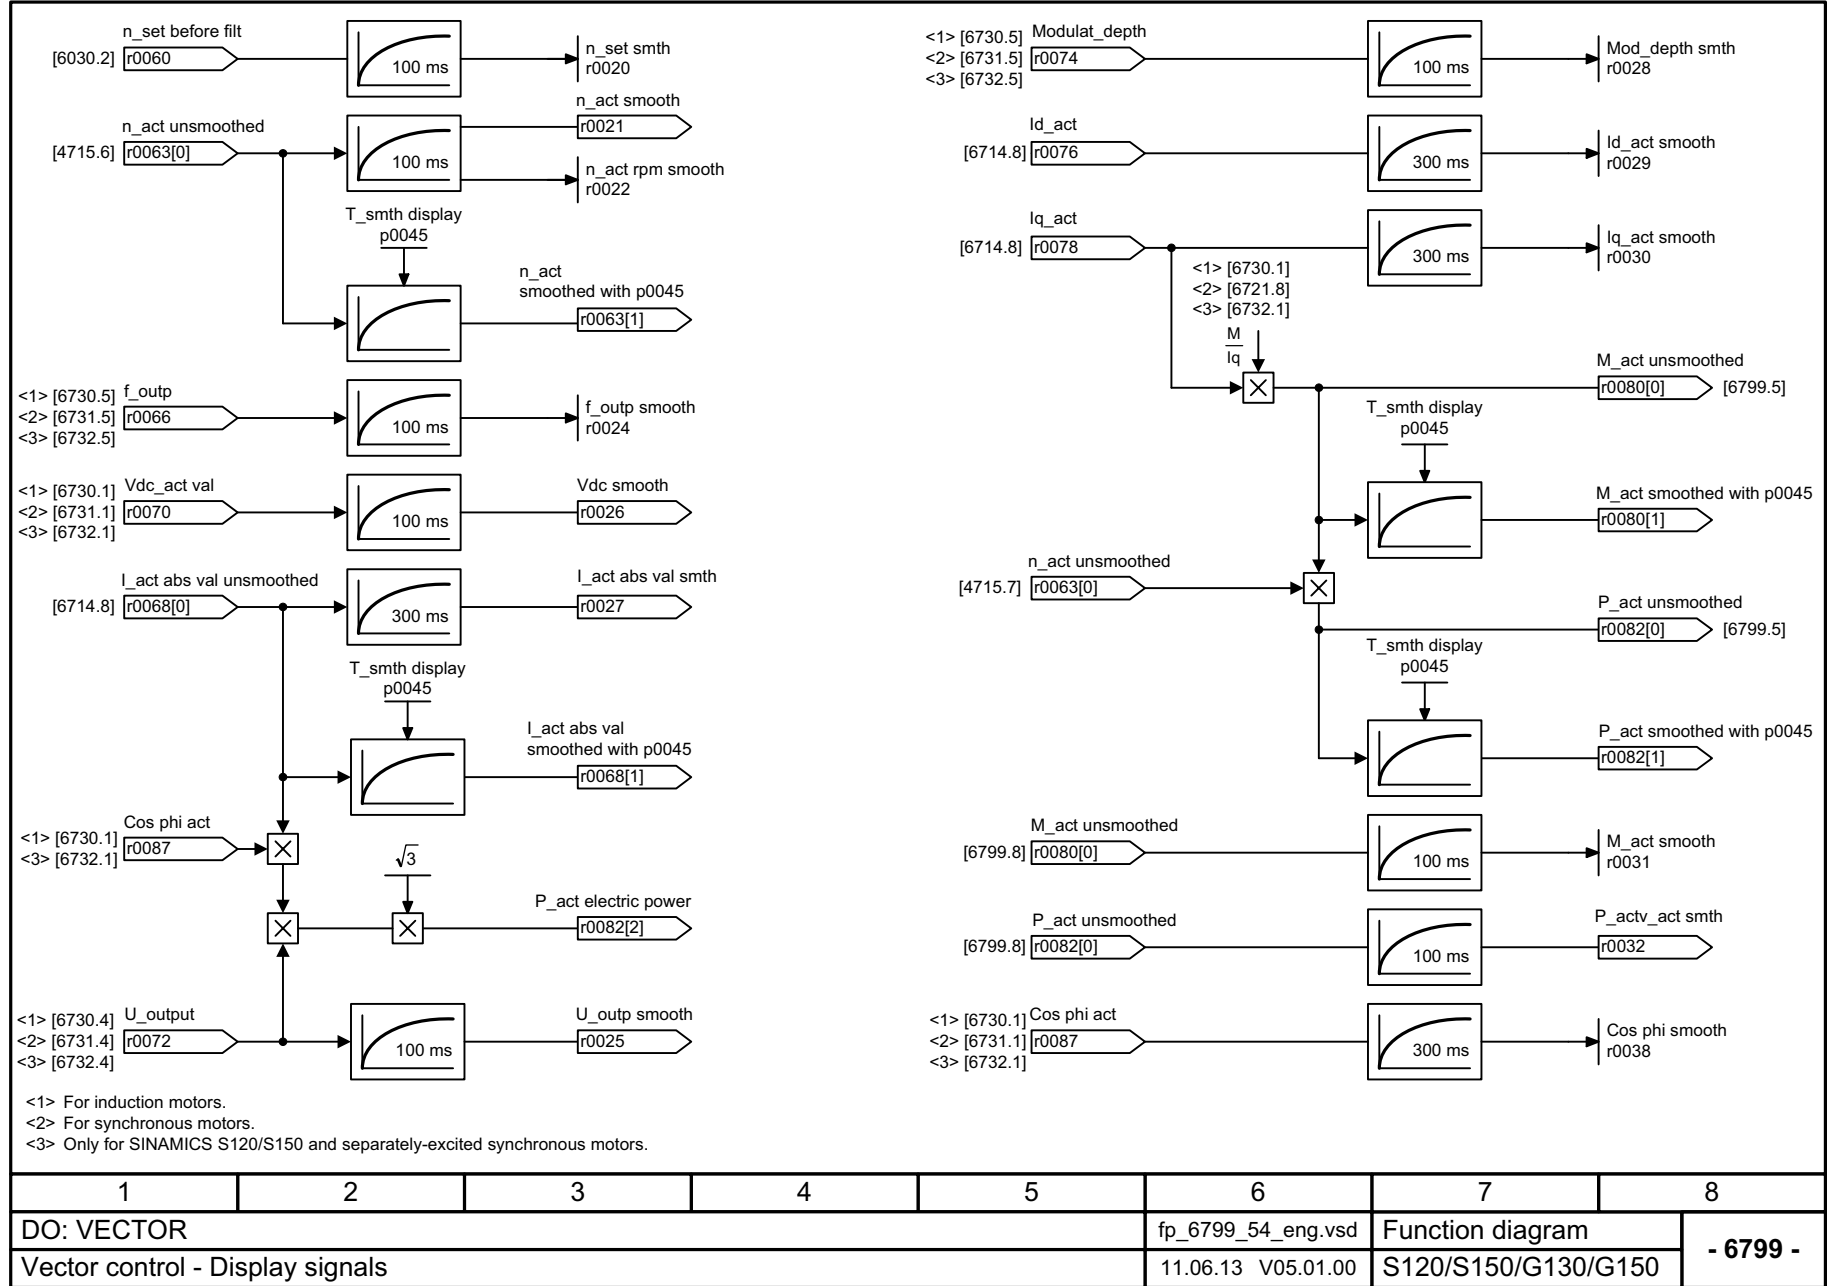 n_set before filt
[6030.2] r0060
100 ms
n_set smth
r0020
n_act unsmoothed
[4715.6] r0063[0]
100 ms
n_act smooth
r0021
n_act rpm smooth
r0022
T_smth display
p0045
n_act
smoothed with p0045
r0063[1]
<1> [6730.5] f_outp
<2> [6731.5] r0066
<3> [6732.5]
100 ms
f_outp smooth
r0024
<1> [6730.1] Vdc_act val
<2> [6731.1] r0070
<3> [6732.1]
100 ms
Vdc smooth
r0026
I_act abs val unsmoothed
[6714.8] r0068[0]
300 ms
I_act abs val smth
r0027
T_smth display
p0045
I_act abs val
smoothed with p0045
r0068[1]
Cos phi act
<1> [6730.1] r0087
<3> [6732.1]
√3
P_act electric power
r0082[2]
<1> [6730.4] U_output
<2> [6731.4] r0072
<3> [6732.4]
100 ms
U_outp smooth
r0025
<1> For induction motors.
<2> For synchronous motors.
<3> Only for SINAMICS S120/S150 and separately-excited synchronous motors.
<1> [6730.5] Modulat_depth
<2> [6731.5] r0074
<3> [6732.5]
100 ms
Mod_depth smth
r0028
Id_act
[6714.8] r0076
300 ms
Id_act smooth
r0029
Iq_act
[6714.8] r0078
300 ms
Iq_act smooth
r0030
<1> [6730.1]
<2> [6721.8]
<3> [6732.1]
M
Iq
M_act unsmoothed
r0080[0] [6799.5]
T_smth display
p0045
M_act smoothed with p0045
r0080[1]
n_act unsmoothed
[4715.7] r0063[0]
P_act unsmoothed
r0082[0] [6799.5]
T_smth display
p0045
P_act smoothed with p0045
r0082[1]
M_act unsmoothed
[6799.8] r0080[0]
100 ms
M_act smooth
r0031
P_act unsmoothed
[6799.8] r0082[0]
100 ms
P_actv_act smth
r0032
<1> [6730.1] Cos phi act
<2> [6731.1] r0087
<3> [6732.1]
300 ms
Cos phi smooth
r0038
1 2 3 4 5 6 7 8
DO: VECTOR
fp_6799_54_eng.vsd
Function diagram
- 6799 -
Vector control - Display signals
11.06.13 V05.01.00
S120/S150/G130/G150